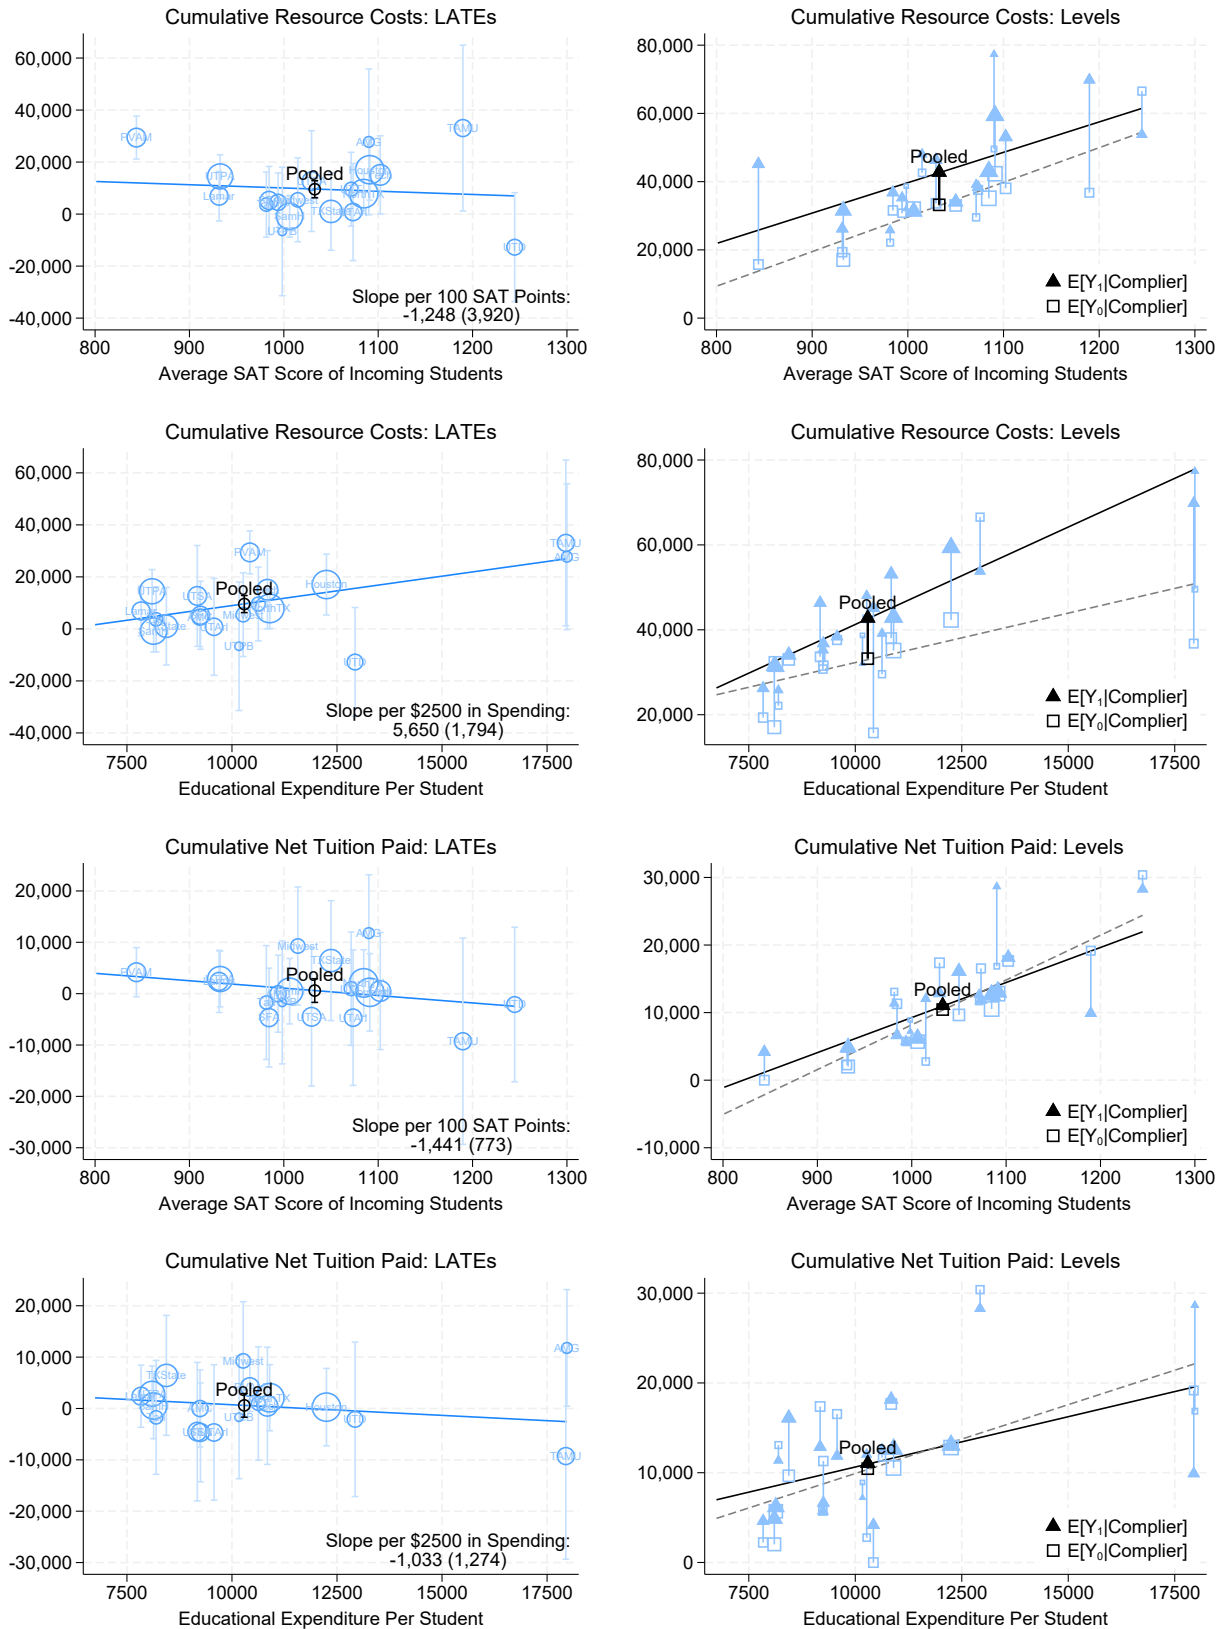 Cumulative Resource Costs: LATEs
60,000
40,000
20,000
0
-20,000
-40,000
PVAM
UTPA
Lamar
Pooled
AMG
TAMU
Houston
UTD
Slope per 100 SAT Points:
-1,248 (3,920)
800 900 1000 1100 1200 1300
Average SAT Score of Incoming Students
Cumulative Resource Costs: Levels
80,000
60,000
40,000
20,000
0
Pooled
E[Y1|Complier]
E[Y0|Complier]
800 900 1000 1100 1200 1300
Average SAT Score of Incoming Students
Cumulative Resource Costs: LATEs
60,000
40,000
20,000
0
-20,000
-40,000
PVAM
UTPA
UTSA
Lamar
Pooled
Houston
Midwest
UTArl
UTPB
UTD
TAMU
AMG
Slope per $2500 in Spending:
5,650 (1,794)
7500 10000 12500 17500
Educational Expenditure Per Student
Cumulative Resource Costs: Levels
80,000
60,000
40,000
20,000
Pooled
E[Y1|Complier]
E[Y0|Complier]
7500 10000 12500 17500
Educational Expenditure Per Student
Cumulative Net Tuition Paid: LATEs
20,000
10,000
0
-10,000
-20,000
-30,000
PVAM
Midwest
TXState
AMG
Pooled
SFA
UTSA
UTArl
TAMU
UTD
Slope per 100 SAT Points:
-1,441 (773)
800 900 1000 1100 1200 1300
Average SAT Score of Incoming Students
Cumulative Net Tuition Paid: Levels
30,000
20,000
10,000
0
-10,000
Pooled
E[Y1|Complier]
E[Y0|Complier]
800 900 1000 1100 1200 1300
Average SAT Score of Incoming Students
Cumulative Net Tuition Paid: LATEs
20,000
10,000
0
-10,000
-20,000
-30,000
TXState
Midwest
Pooled
Houston
UTD
AMG
TAMU
Slope per $2500 in Spending:
-1,033 (1,274)
7500 10000 12500 17500
Educational Expenditure Per Student
Cumulative Net Tuition Paid: Levels
30,000
20,000
10,000
0
Pooled
E[Y1|Complier]
E[Y0|Complier]
7500 10000 12500 17500
Educational Expenditure Per Student